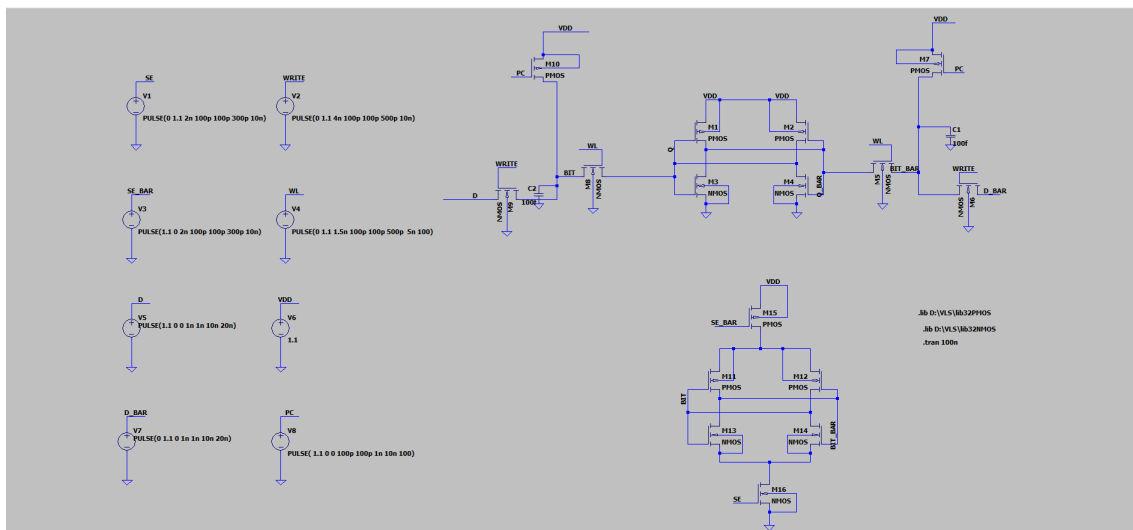 SE
V1
PULSE(0 1.1 2n 100p 100p 300p 10n)
WRITE
V2
PULSE(0 1.1 4n 100p 100p 500p 10n)
SE_BAR
V3
PULSE(1.1 0 2n 100p 100p 300p 10n)
WL
V4
PULSE(0 1.1 1.5n 100p 100p 500p 5n 100)
D
V5
PULSE(1.1 0 0 1n 1n 10n 20n)
VDD
V6
1.1
D_BAR
V7
PULSE(0 1.1 0 1n 1n 10n 20n)
PC
V8
PULSE( 1.1 0 0 100p 100p 1n 10n 100)
VDD
M10
PMOS
PC
WRITE
D
NMOS
M9
C2
100f
BIT
WL
M8
NMOS
VDD
VDD
M1
PMOS
M2
PMOS
Q
M3
NMOS
M4
NMOS
Q_BAR
WL
M5
NMOS
BIT_BAR
VDD
M7
PMOS
PC
C1
100f
WRITE
NMOS
M6
D_BAR
VDD
M15
PMOS
SE_BAR
M11
PMOS
M12
PMOS
BIT
M13
NMOS
M14
NMOS
BIT_BAR
M16
NMOS
SE
.lib D:\VLS\lib32PMOS
.lib D:\VLS\lib32NMOS
.tran 100n